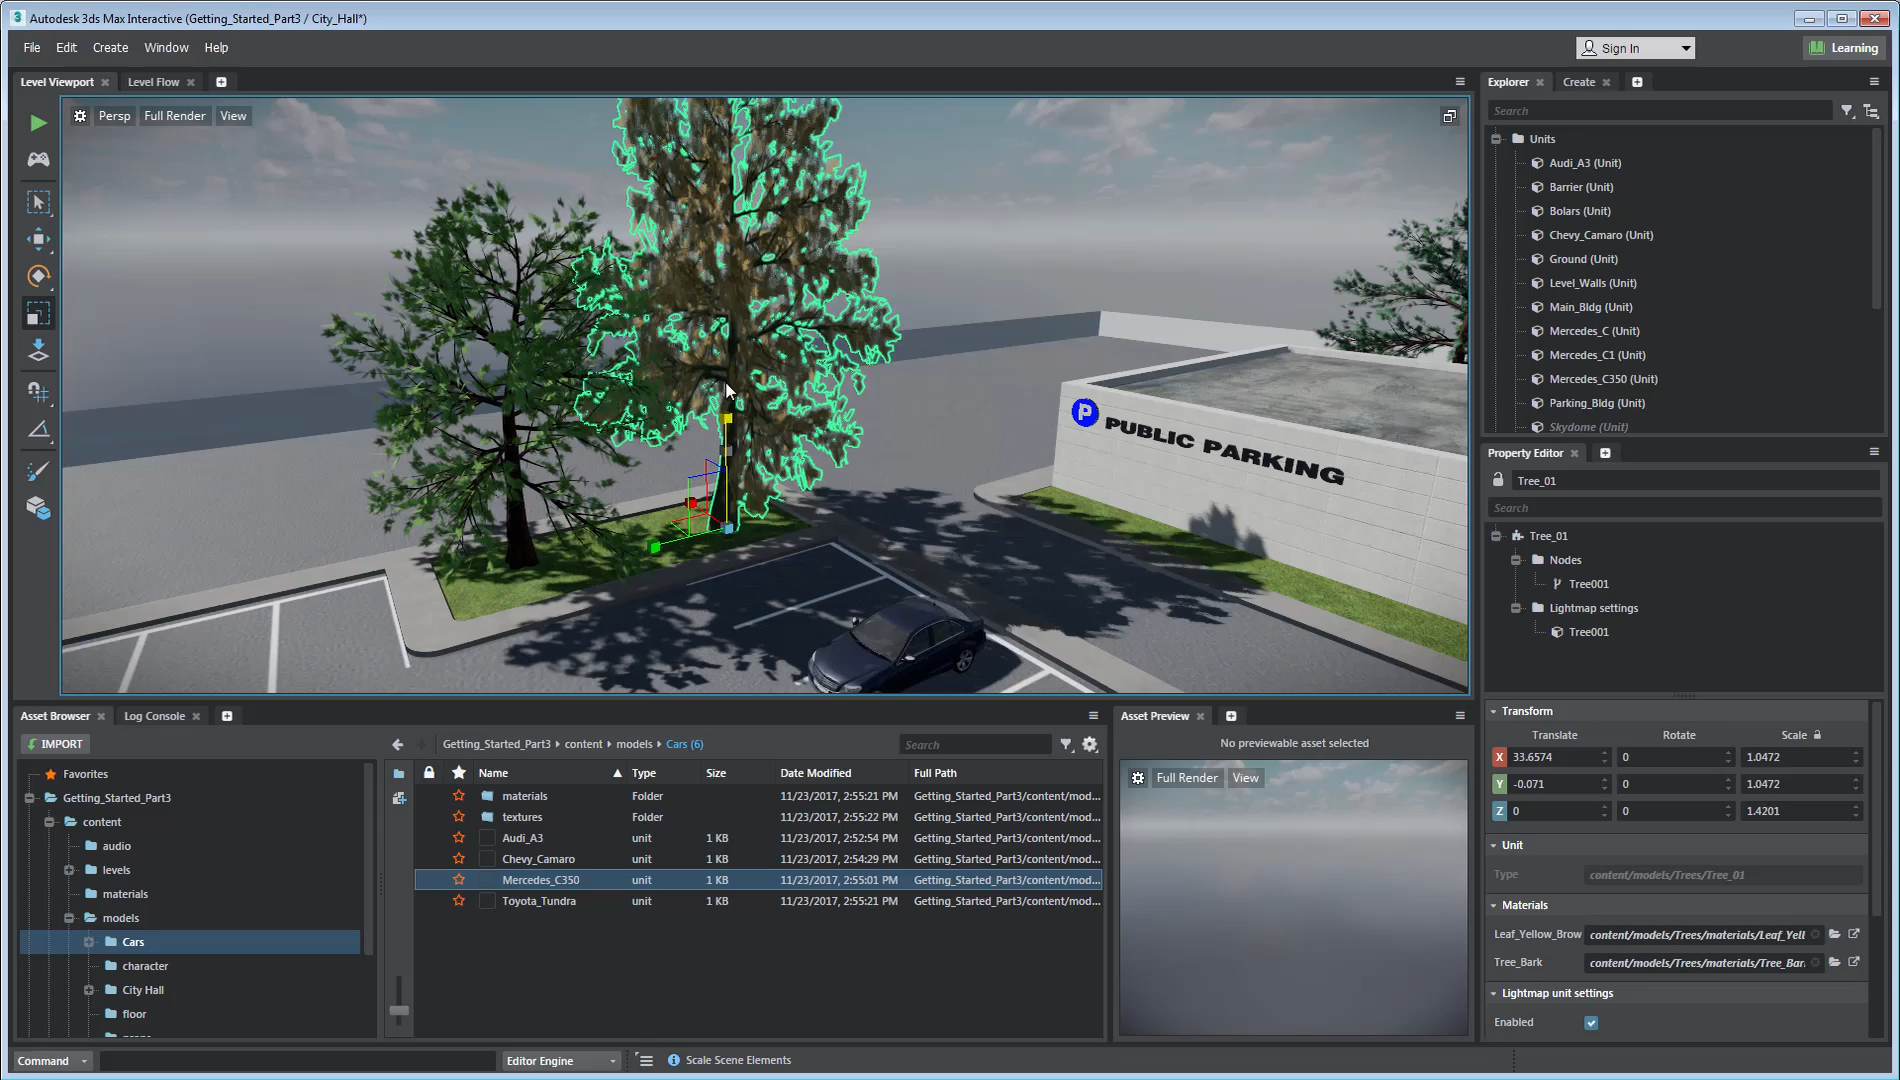 3 Autodesk 3ds Max Interactive (Getting_Started_Part3 / City_Hall*)
File Edit Create Window Help
Sign In
Learning
Level Viewport
Level Flow
Persp
Full Render
View
P PUBLIC PARKING
Explorer
Create
Search
Units
Audi_A3 (Unit)
Barrier (Unit)
Bolars (Unit)
Chevy_Camaro (Unit)
Ground (Unit)
Level_Walls (Unit)
Main_Bldg (Unit)
Mercedes_C (Unit)
Mercedes_C1 (Unit)
Mercedes_C350 (Unit)
Parking_Bldg (Unit)
Skydome (Unit)
Property Editor
Tree_01
Search
Tree_01
Nodes
Tree001
Lightmap settings
Tree001
Transform
Translate Rotate Scale
X 33.6574 0 1.0472
Y -0.071 0 1.0472
Z 0 0 1.4201
Unit
Type content/models/Trees/Tree_01
Materials
Leaf_Yellow_Brow content/models/Trees/materials/Leaf_Yell
Tree_Bark content/models/Trees/materials/Tree_Bar
Lightmap unit settings
Enabled
Asset Browser
Log Console
IMPORT
Getting_Started_Part3 content models Cars (6)
Search
Favorites
Getting_Started_Part3
content
audio
levels
materials
models
Cars
character
City Hall
floor
Name Type Size Date Modified Full Path
materials Folder 11/23/2017, 2:55:21 PM Getting_Started_Part3/content/mod...
textures Folder 11/23/2017, 2:55:22 PM Getting_Started_Part3/content/mod...
Audi_A3 unit 1 KB 11/23/2017, 2:52:54 PM Getting_Started_Part3/content/mod...
Chevy_Camaro unit 1 KB 11/23/2017, 2:54:29 PM Getting_Started_Part3/content/mod...
Mercedes_C350 unit 1 KB 11/23/2017, 2:55:01 PM Getting_Started_Part3/content/mod...
Toyota_Tundra unit 1 KB 11/23/2017, 2:55:21 PM Getting_Started_Part3/content/mod...
Asset Preview
No previewable asset selected
Full Render
View
Command
Editor Engine
Scale Scene Elements